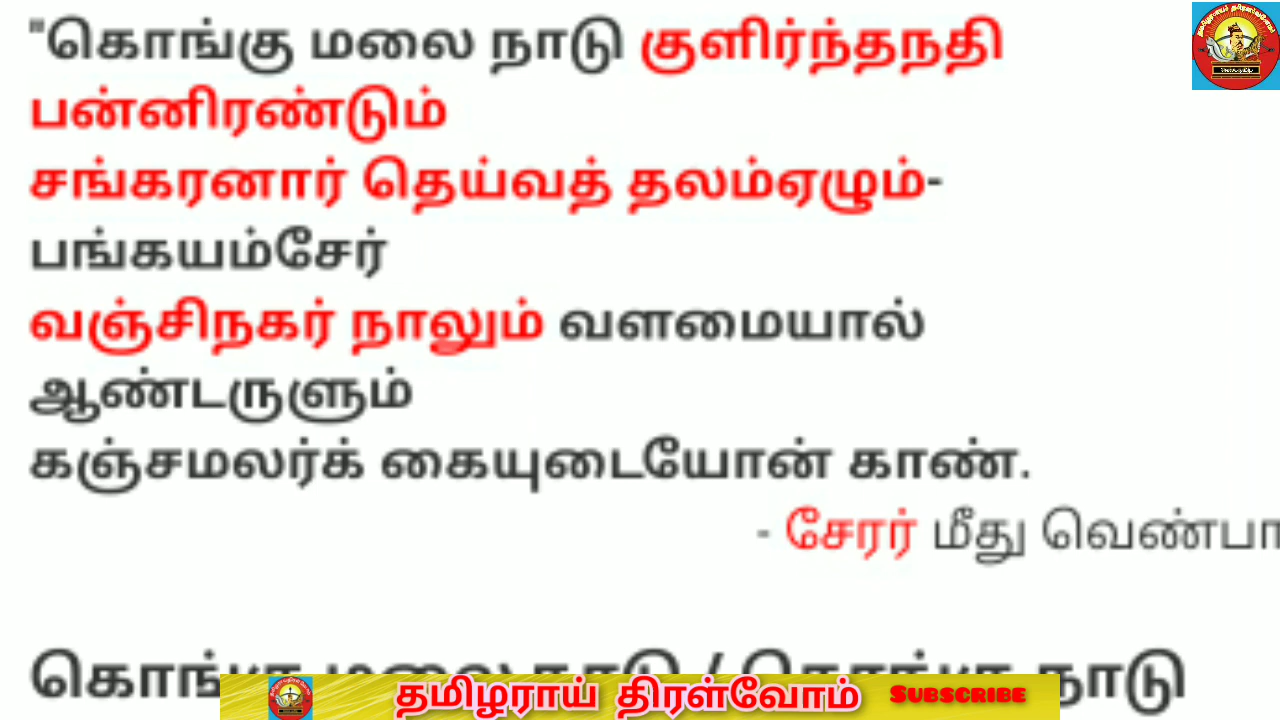 "கொங்கு மலை நாடு குளிர்ந்தநதி
பன்னிரண்டும்
சங்கரனார் தெய்வத் தலம்ஏழும்-
பங்கயம்சேர்
வஞ்சிநகர் நாலும் வளமையால்
ஆண்டருளும்
கஞ்சமலர்க் கையுடையோன் காண்.
- சேரர் மீது வெண்பா
கொங்கு மலை நாடு / கொங்கு நாடு
தமிழராய் திரள்வோம் SUBSCRIBE